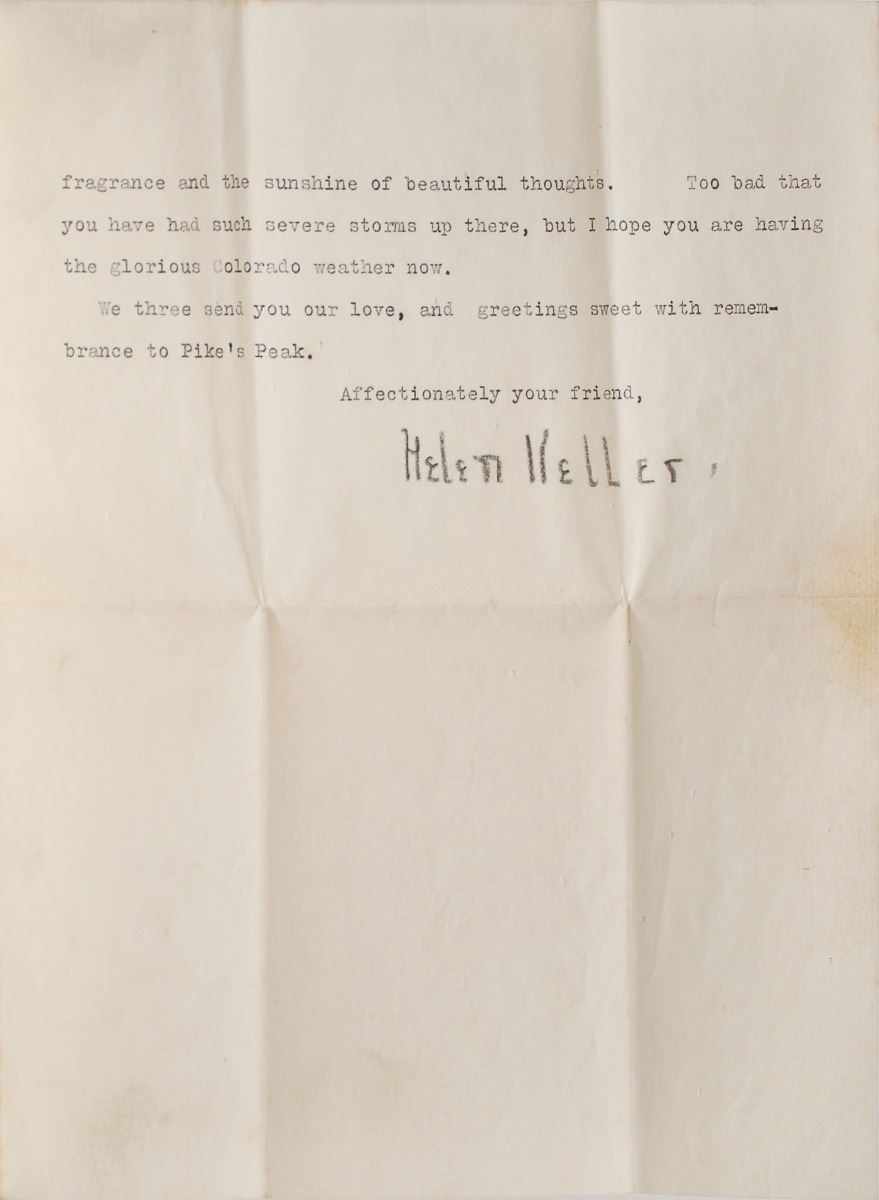 fragrance and the sunshine of beautiful thoughts. Too bad that
you have had such severe storms up there, but I hope you are having
the glorious Colorado weather now.
We three send you our love, and greetings sweet with remem-
brance to Pike's Peak.
Affectionately your friend,
Helen Keller.